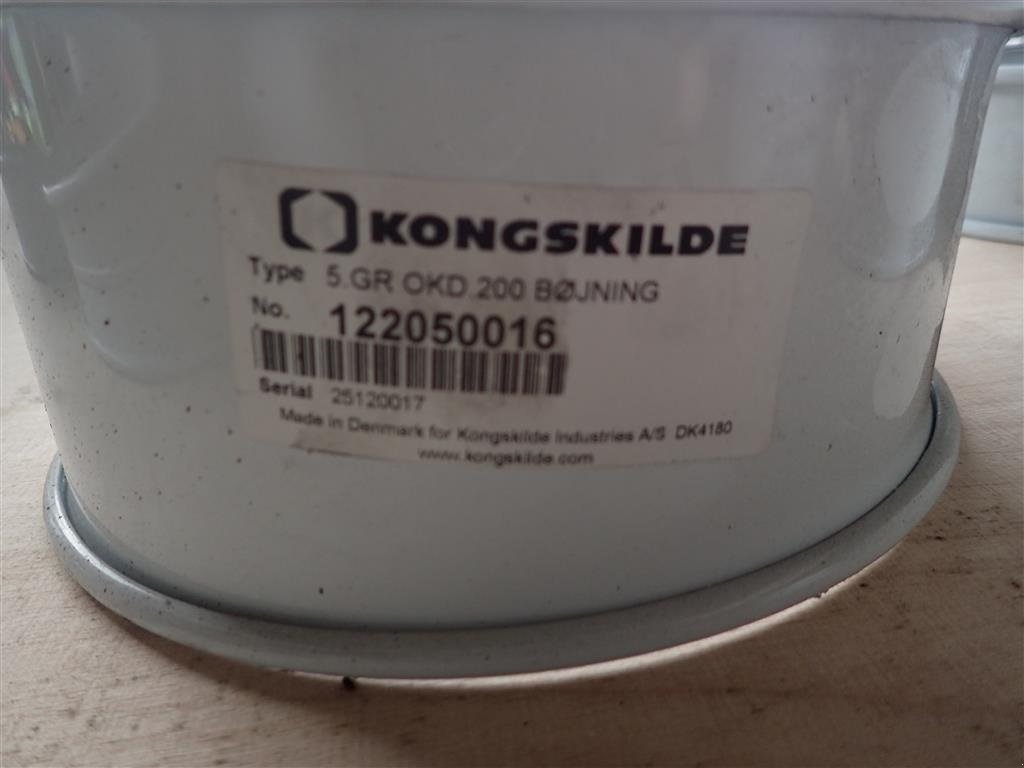 KONGSKILDE
Type 5.GR OKD 200 BØJNING
No. 122050016
Serial 25120017
Made in Denmark for Kongskilde Industries A/S DK4180
www.kongskilde.com